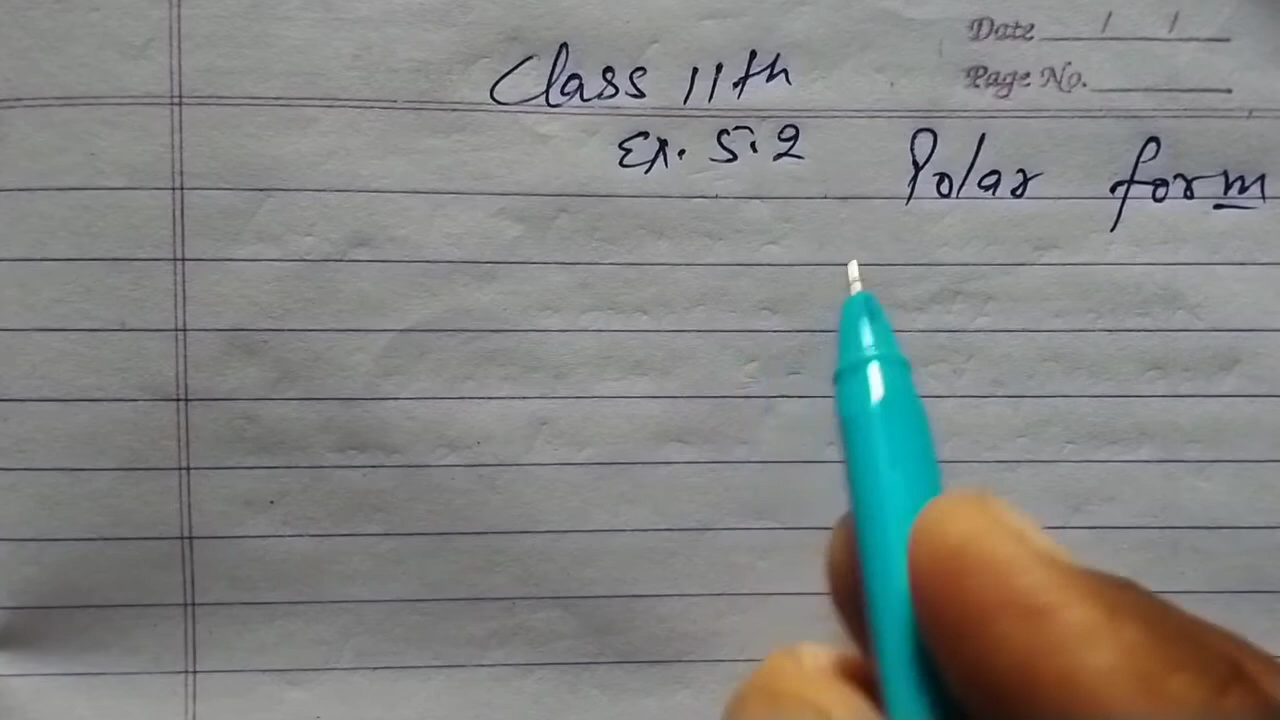 Date / /
Page No.
Class 11th
Ex. 5.2 Polar form